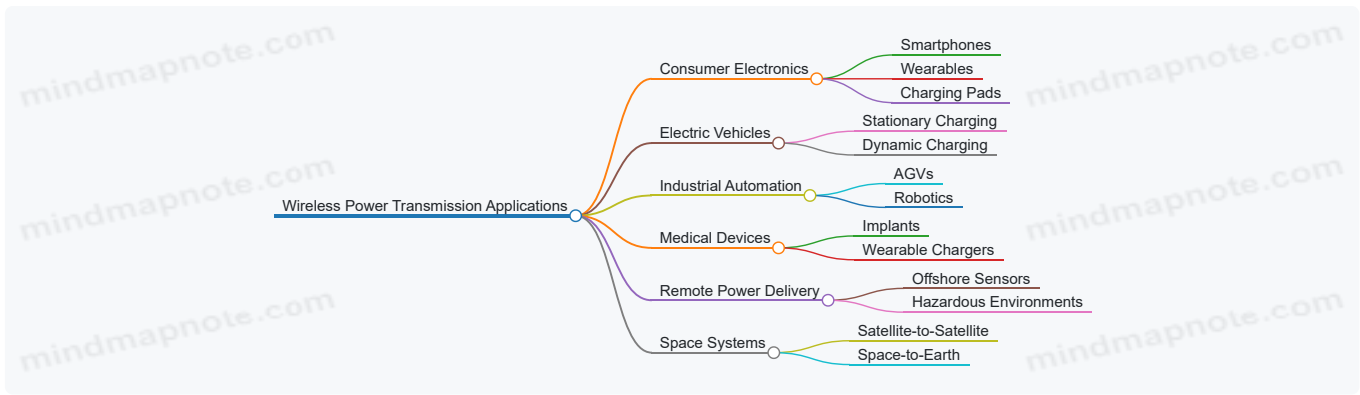 mindmapnote.com
mindmapnote.com
Smartphones
Consumer Electronics
Wearables
Charging Pads
Stationary Charging
Electric Vehicles
Dynamic Charging
mindmapnote.com
mindmapnote.com
AGVs
Industrial Automation
Robotics
Wireless Power Transmission Applications
Implants
Medical Devices
Wearable Chargers
Offshore Sensors
Remote Power Delivery
Hazardous Environments
mindmapnote.com
mindmapnote.com
Satellite-to-Satellite
Space Systems
Space-to-Earth